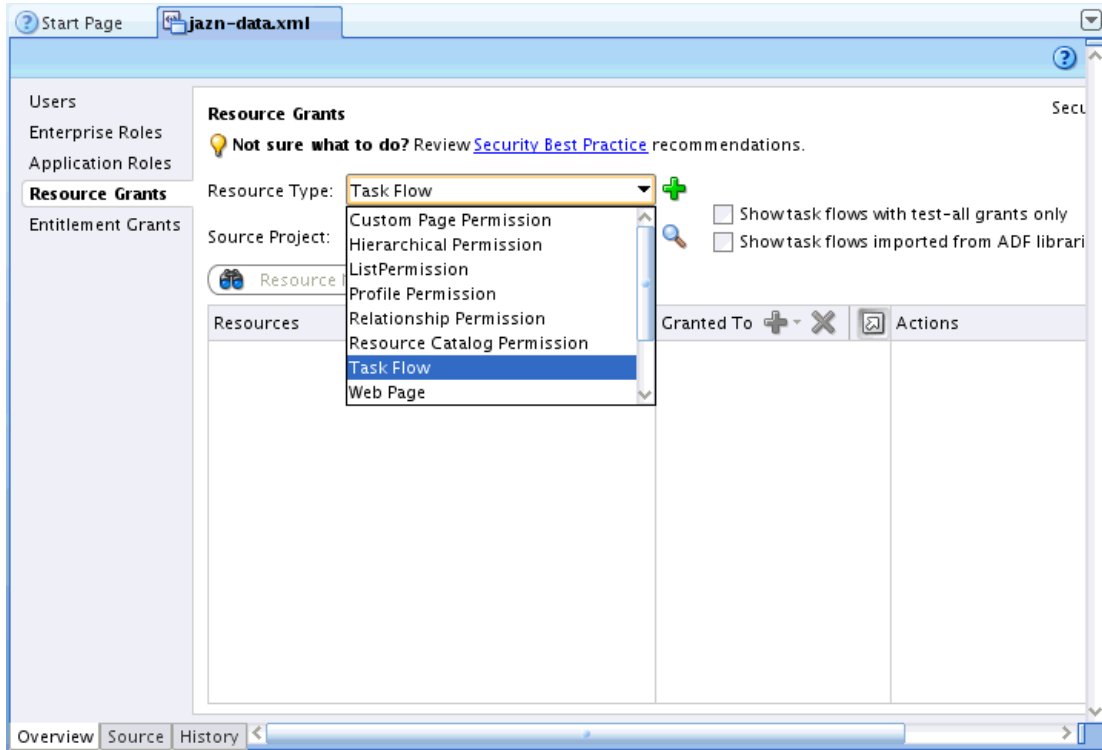 Start Page
jazn-data.xml
Users
Enterprise Roles
Application Roles
Resource Grants
Entitlement Grants
Resource Grants
Secu
Not sure what to do? Review Security Best Practice recommendations.
Resource Type: Task Flow
Custom Page Permission
Hierarchical Permission
ListPermission
Profile Permission
Relationship Permission
Resource Catalog Permission
Task Flow
Web Page
Source Project:
Show task flows with test-all grants only
Show task flows imported from ADF librari
Resource
Resources
Granted To
Actions
Overview Source History